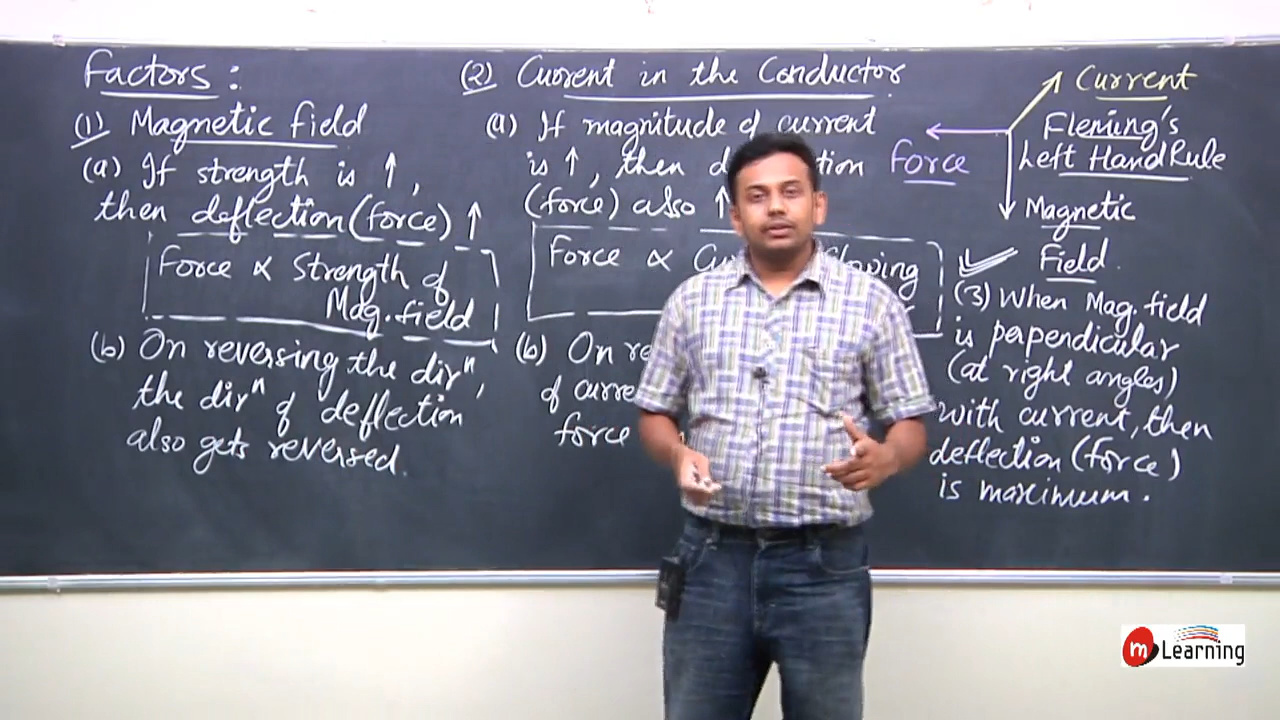 Factors :
(1) Magnetic field
(a) If strength is ↑,
then deflection (force) ↑
Force ∝ Strength of
Mag. field
(b) On reversing the dirⁿ,
the dirⁿ of deflection
also gets reversed.
(2) Current in the Conductor
(a) If magnitude of current
is ↑, then
(force) also ↑
Force ∝
(b) On
of
force
Current
Fleming's
Left Hand Rule
Force
Magnetic
Field
(3) When Mag. field
is perpendicular
(at right angles)
with current, then
deflection (force)
is maximum.
m Learning